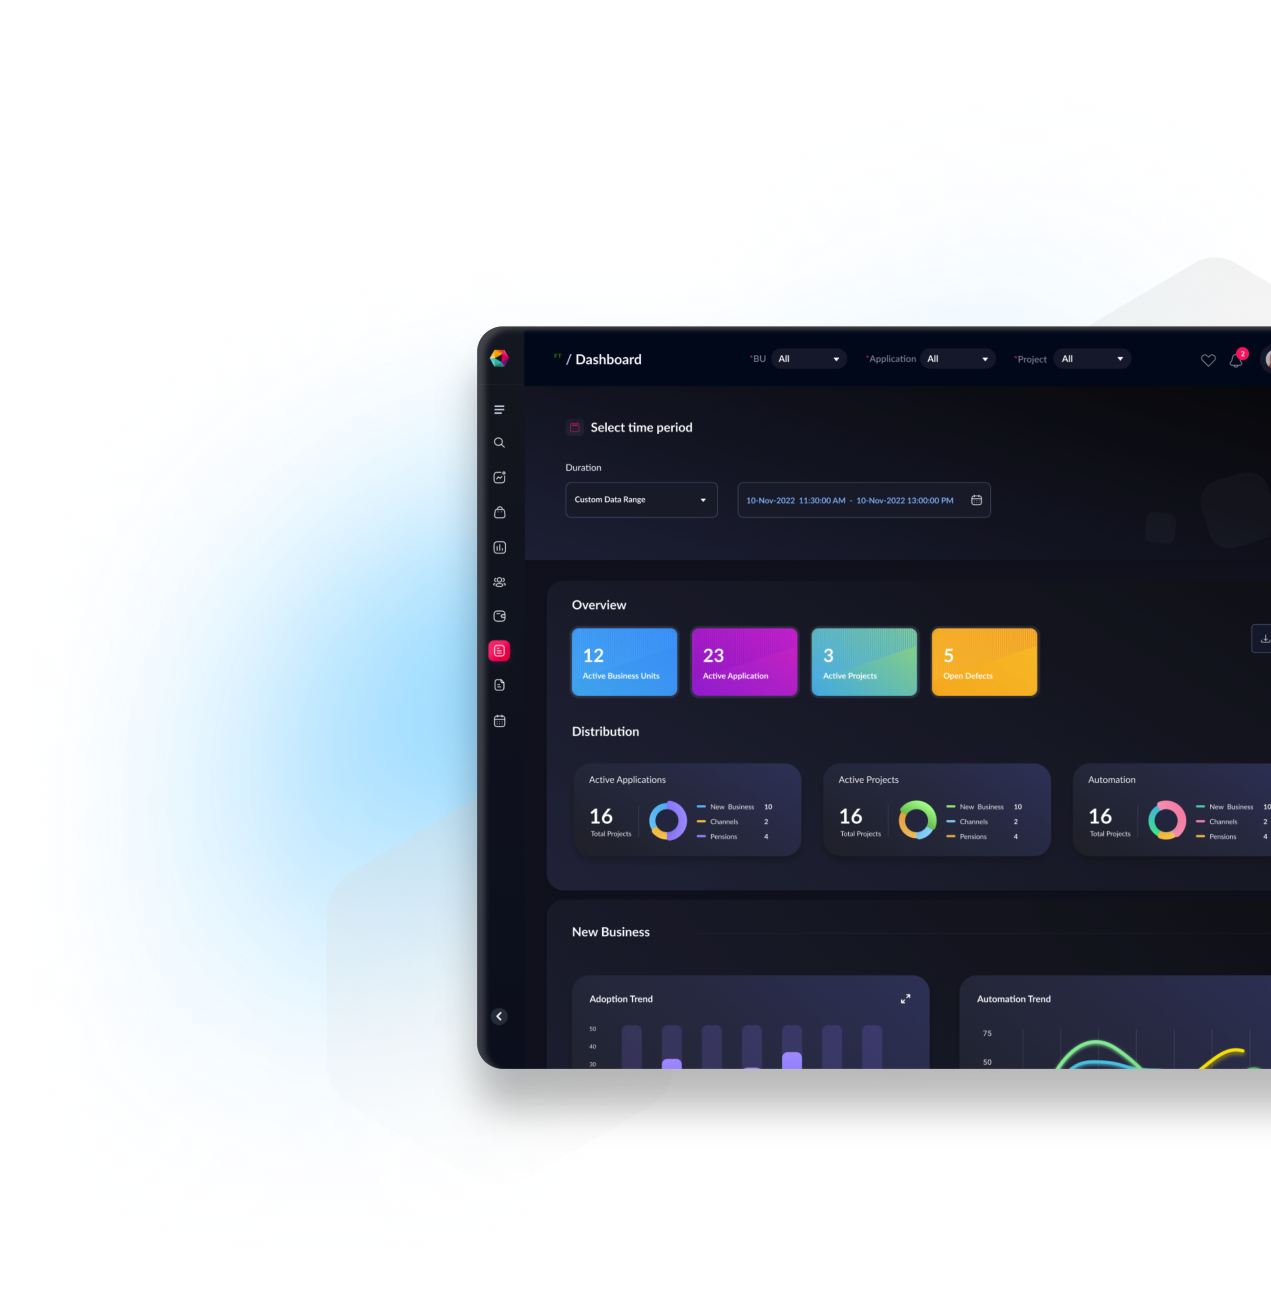 FT / Dashboard
*BU All
*Application All
*Project All
2
Select time period
Duration
Custom Data Range
10-Nov-2022 11:30:00 AM - 10-Nov-2022 13:00:00 PM
Overview
12
Active Business Units
23
Active Application
3
Active Projects
5
Open Defects
Distribution
Active Applications
16
Total Projects
New Business 10
Channels 2
Pensions 4
Active Projects
16
Total Projects
New Business 10
Channels 2
Pensions 4
Automation
16
Total Projects
New Business 10
Channels 2
Pensions 4
New Business
Adoption Trend
50
40
30
Automation Trend
75
50